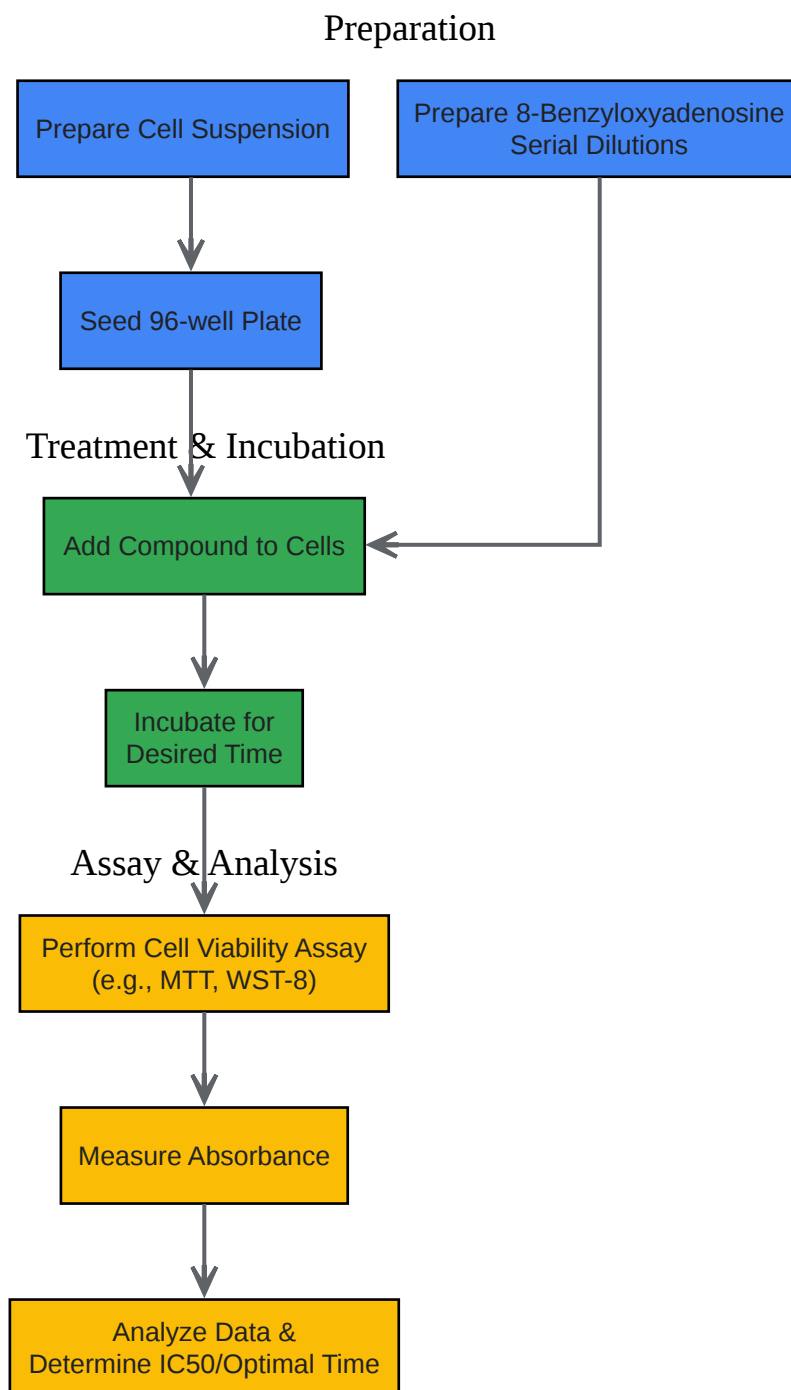 Preparation
Prepare Cell Suspension
Prepare 8-Benzyloxyadenosine
Serial Dilutions
Seed 96-well Plate
Treatment & Incubation
Add Compound to Cells
Incubate for
Desired Time
Assay & Analysis
Perform Cell Viability Assay
(e.g., MTT, WST-8)
Measure Absorbance
Analyze Data &
Determine IC50/Optimal Time